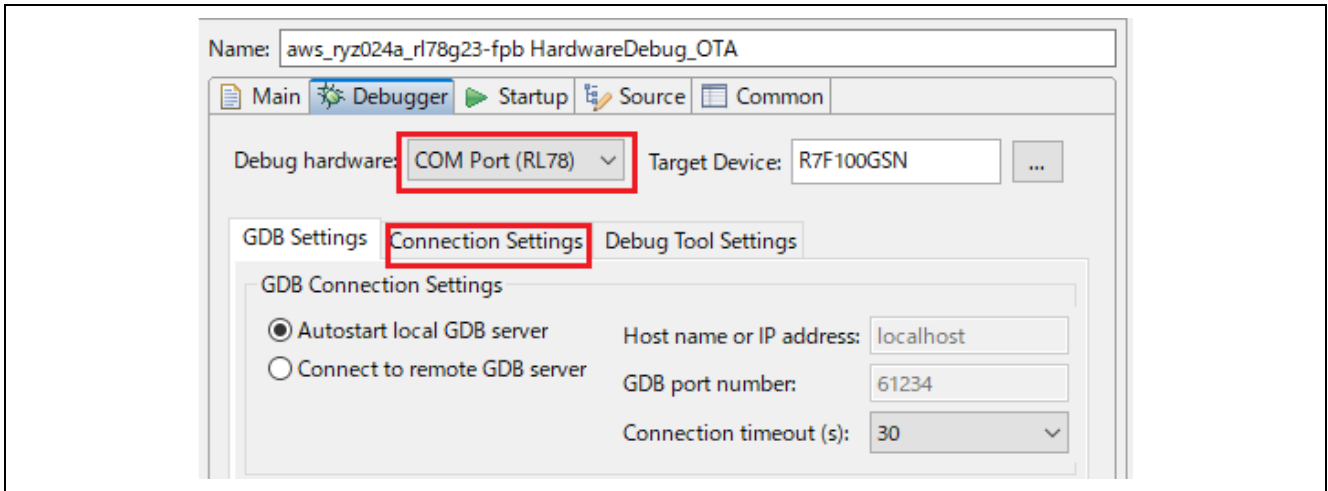 Name: aws_ryz024a_rl78g23-fpb HardwareDebug_OTA
Main Debugger Startup Source Common
Debug hardware: COM Port (RL78) Target Device: R7F100GSN ...
GDB Settings Connection Settings Debug Tool Settings
GDB Connection Settings
Autostart local GDB server Host name or IP address: localhost
Connect to remote GDB server
GDB port number: 61234
Connection timeout (s): 30